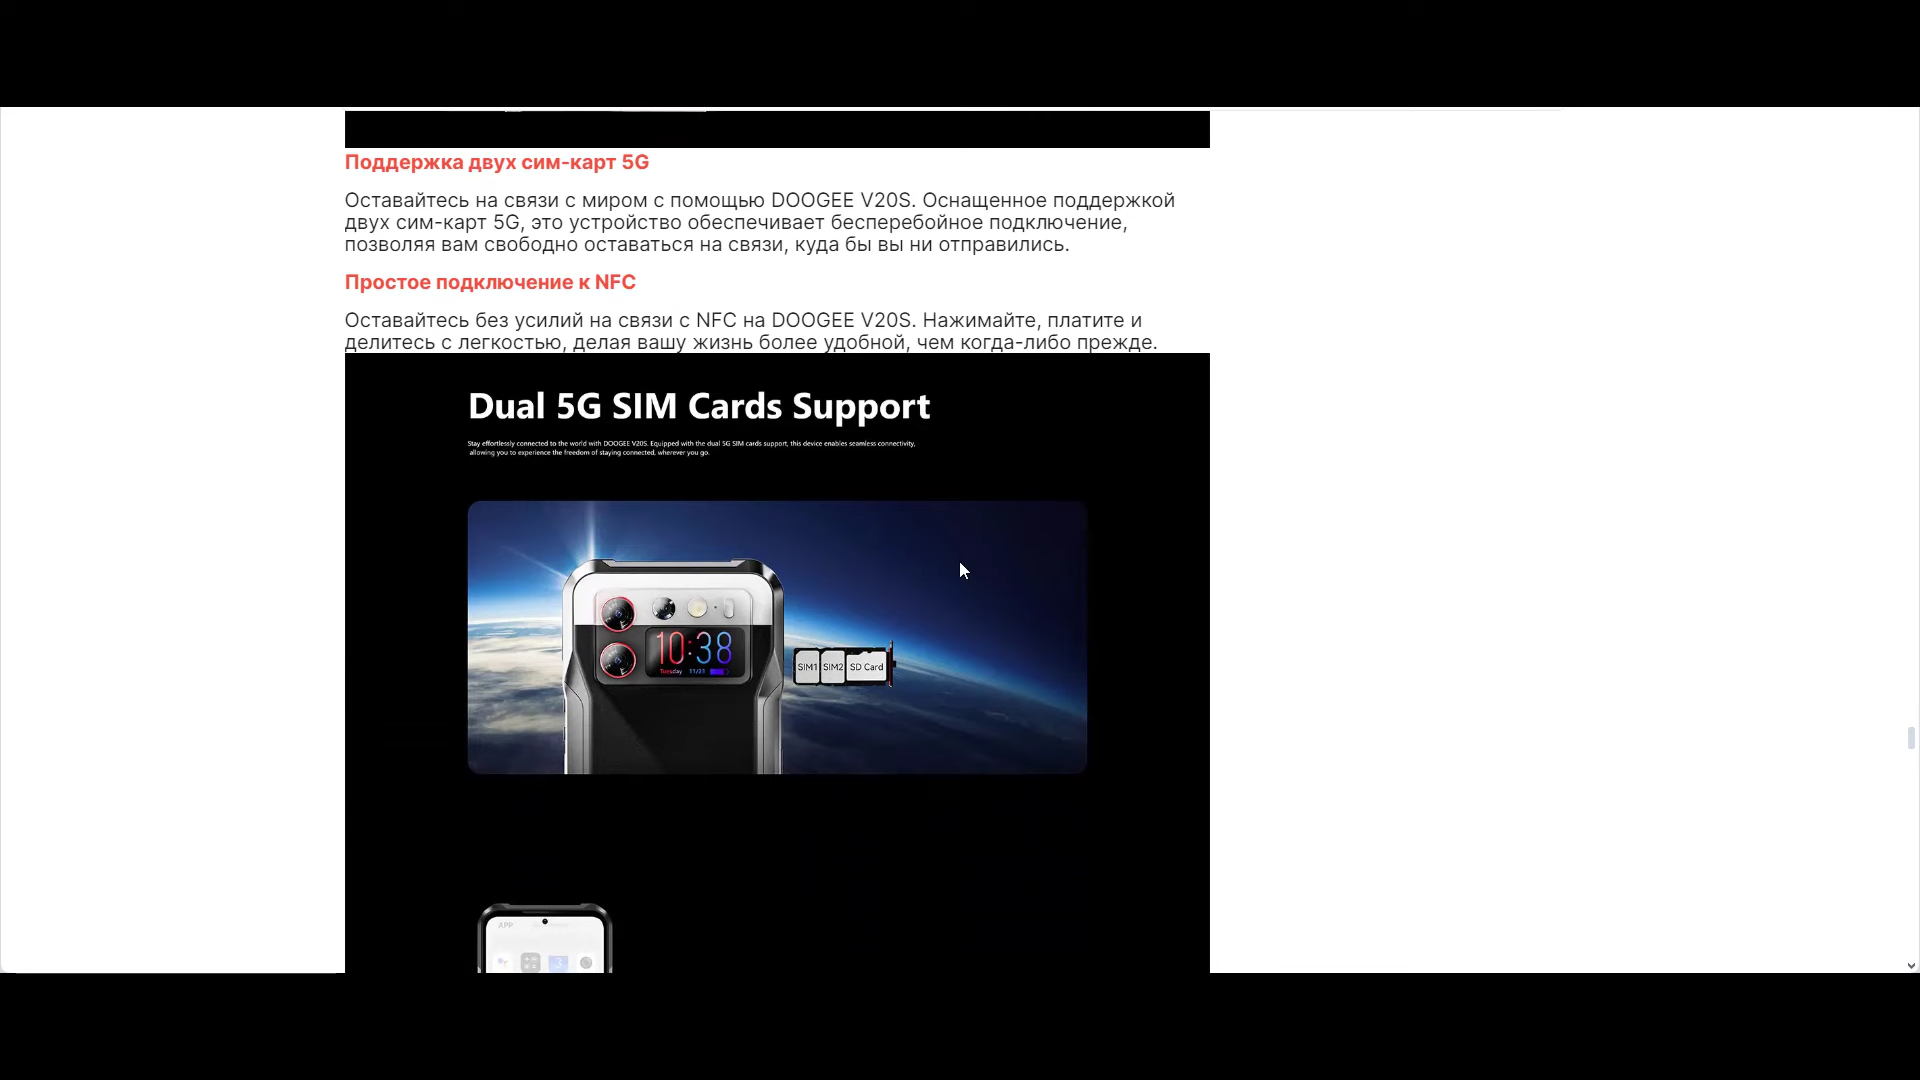 Поддержка двух сим-карт 5G
Оставайтесь на связи с миром с помощью DOOGEE V20S. Оснащенное поддержкой
двух сим-карт 5G, это устройство обеспечивает бесперебойное подключение,
позволяя вам свободно оставаться на связи, куда бы вы ни отправились.
Простое подключение к NFC
Оставайтесь без усилий на связи с NFC на DOOGEE V20S. Нажимайте, платите и
делитесь с легкостью, делая вашу жизнь более удобной, чем когда-либо прежде.
Dual 5G SIM Cards Support
Stay effortlessly connected to the world with DOOGEE V20S. Equipped with the dual 5G SIM cards support, this device enables seamless connectivity,
allowing you to experience the freedom of staying connected, wherever you go.
10:38
Tuesday 11/23
SIM1 SIM2 SD Card
APP